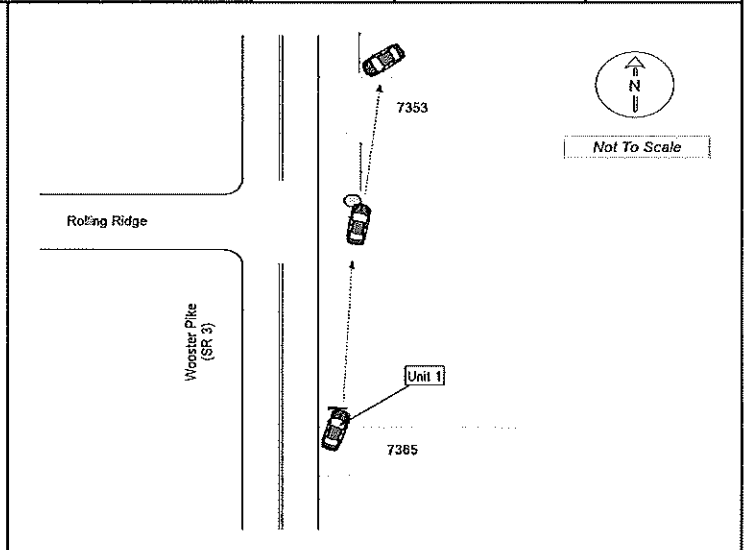 N
7353
Not To Scale
Rolling Ridge
Wooster Pike
(SR 3)
Unit 1
7365